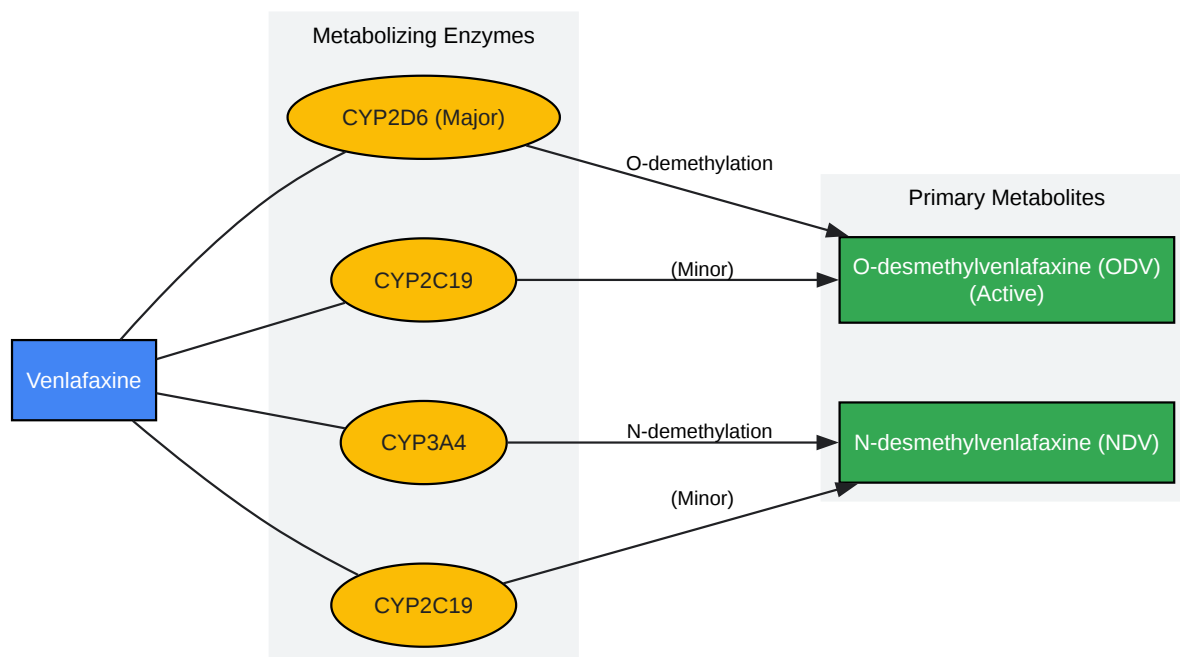 Metabolizing Enzymes
CYP2D6 (Major)
O-demethylation
Primary Metabolites
CYP2C19
(Minor)
O-desmethylvenlafaxine (ODV)
(Active)
Venlafaxine
CYP3A4
N-demethylation
N-desmethylvenlafaxine (NDV)
(Minor)
CYP2C19